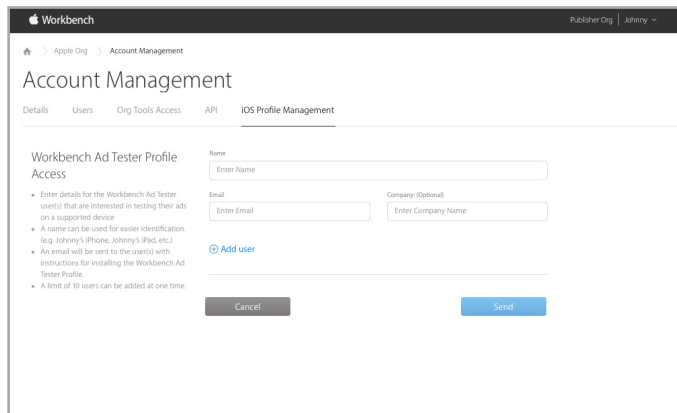 Workbench
Publisher Org | Johnny
Apple Org
Account Management
Account Management
Details
Users
Org Tools Access
API
iOS Profile Management
Workbench Ad Tester Profile
Access
• Enter details for the Workbench Ad Tester
user(s) that are interested in testing their ads
on a supported device
• A name can be used for easier identification.
(e.g. Johnny's iPhone, Johnny's iPad, etc.)
• An email will be sent to the user(s) with
instructions for installing the Workbench Ad
Tester Profile.
• A limit of 10 users can be added at one time.
Name
Enter Name
Email
Company: (Optional)
Enter Email
Enter Company Name
Add user
Cancel
Send